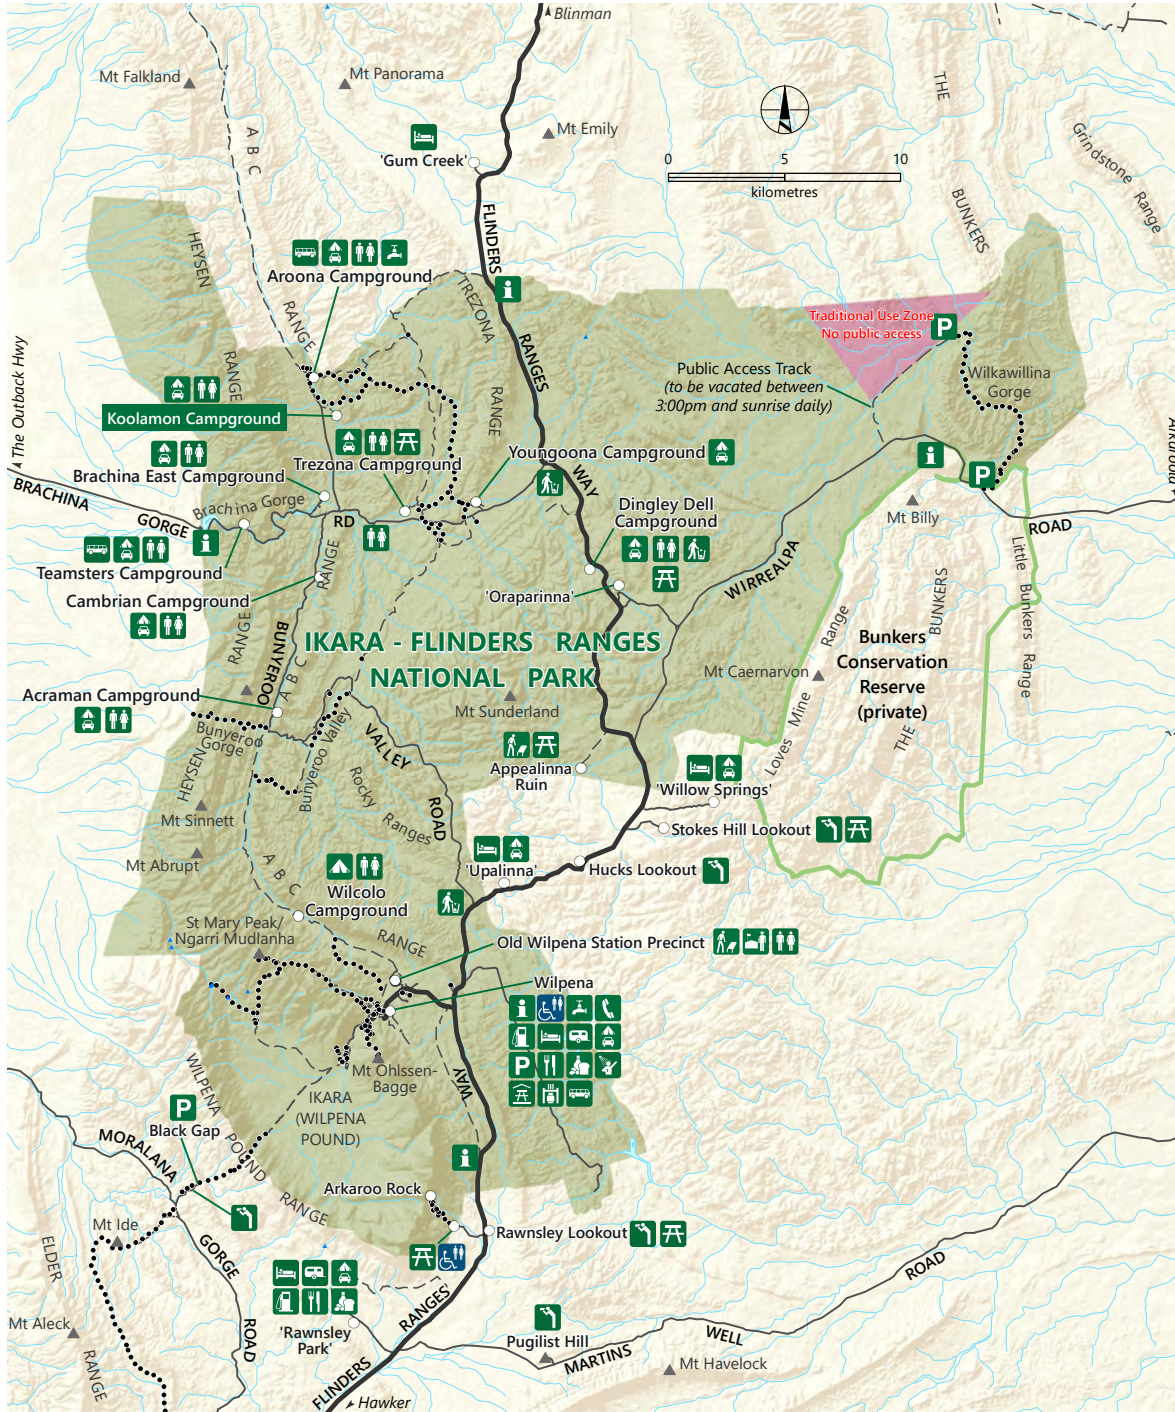 Blinman
Mt Falkland
Mt Panorama
Mt Emily
'Gum Creek'
THE
BUNKERS
Grindstone Range
0 5 10
kilometres
ABC
RANGE
HEYSEN
RANGE
FLINDERS
RANGES
WAY
TREZONA
RANGE
Aroona Campground
Traditional Use Zone
No public access
P
Public Access Track
(to be vacated between
3:00pm and sunrise daily)
Wilkawillina
Gorge
The Outback Hwy
Koolamon Campground
Trezona Campground
Youngoona Campground
Brachina East Campground
BRACHINA
GORGE
RD
Brachina Gorge
Dingley Dell
Campground
P
Mt Billy
ROAD
Teamsters Campground
Cambrian Campground
RANGE
'Oraparinna'
WIRREALPA
Little Bunkers Range
IKARA - FLINDERS RANGES
NATIONAL PARK
BUNYEROO
ABC
RANGE
Bunkers
Conservation
Reserve
(private)
THE
BUNKERS
Loves Mine Range
Mt Caernarvon
Acraman Campground
Mt Sunderland
Bunyeroo
Gorge
Bunyeroo Valley
VALLEY
ROAD
HEYSEN
Rocky
Ranges
Appealinna
Ruin
'Willow Springs'
Mt Sinnett
Stokes Hill Lookout
Mt Abrupt
ABC
RANGE
'Upalinna'
Hucks Lookout
Wilcolo
Campground
St Mary Peak/
Ngarri Mudlanha
Old Wilpena Station Precinct
Wilpena
P
Mt Ohlssen-
Bagge
WAY
IKARA
(WILPENA
POUND)
WILPENA
POUND
RANGE
P
Black Gap
MORALANA
GORGE
ROAD
Arkaroo Rock
Mt Ide
ELDER
RANGE
Rawnsley Lookout
ROAD
WELL
MARTINS
'Rawnsley
Park'
RANGES
FLINDERS
Pugilist Hill
Mt Aleck
Mt Havelock
Hawker